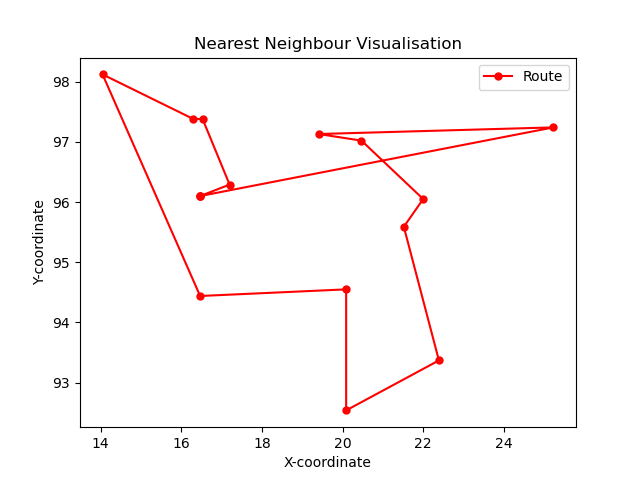 Nearest Neighbour Visualisation
Route
98
97
96
95
94
93
Y-coordinate
14 16 18 20 22 24
X-coordinate